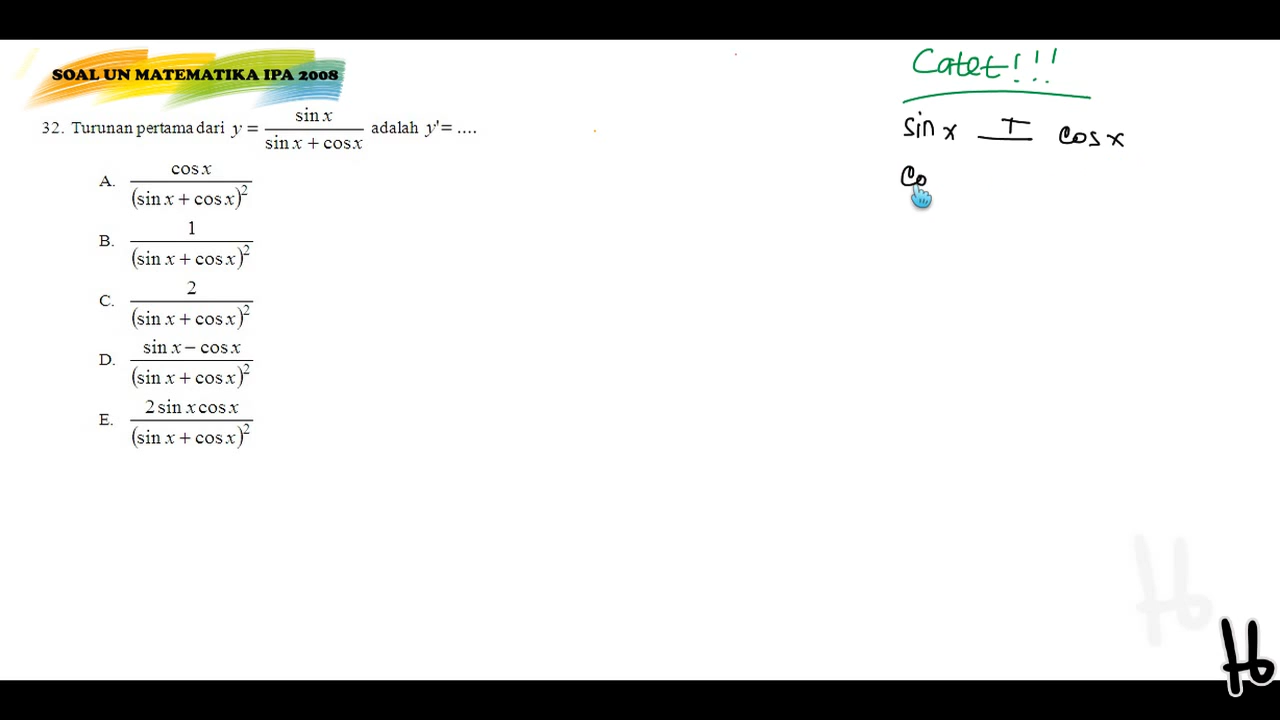 SOAL UN MATEMATIKA IPA 2008
32. Turunan pertama dari y = sin x / (sin x + cos x) adalah y' = ....
A. cos x / (sin x + cos x)²
B. 1 / (sin x + cos x)²
C. 2 / (sin x + cos x)²
D. sin x − cos x / (sin x + cos x)²
E. 2 sin x cos x / (sin x + cos x)²
Catet!!!
sin x T cos x
Co